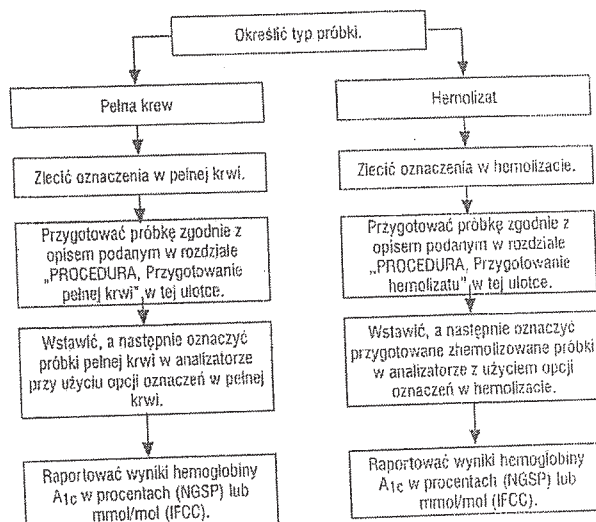 Określić typ próbki.
Pełna krew
Zlecić oznaczenia w pełnej krwi.
Przygotować próbkę zgodnie z
opisem podanym w rozdziale
„PROCEDURA, Przygotowanie
pełnej krwi" w tej ulotce.
Wstawić, a następnie oznaczyć
próbki pełnej krwi w analizatorze
przy użyciu opcji oznaczeń w pełnej
krwi.
Raportować wyniki hemoglobiny
A1c w procentach (NGSP) lub
mmol/mol (IFCC).
Hemolizat
Zlecić oznaczenia w hemolizacie.
Przygotować próbkę zgodnie z
opisem podanym w rozdziale
„PROCEDURA, Przygotowanie
hemolizatu" w tej ulotce.
Wstawić, a następnie oznaczyć
przygotowane zhemolizowane próbki
w analizatorze z użyciem opcji
oznaczeń w hemolizacie.
Raportować wyniki hemoglobiny
A1c w procentach (NGSP) lub
mmol/mol (IFCC).